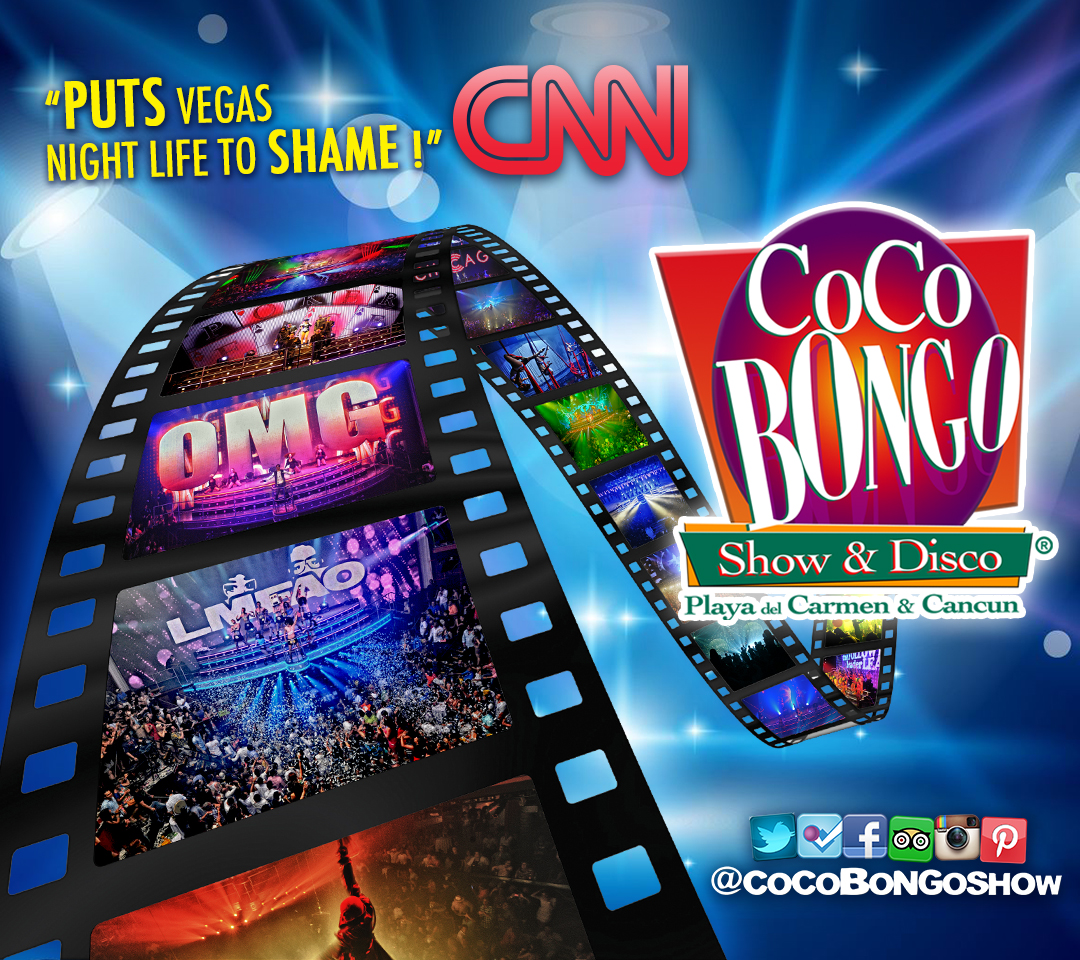 “PUTS VEGAS
NIGHT LIFE TO SHAME !”
CNN
COCO
BONGO
Show & Disco ®
Playa del Carmen & Cancun
OMG
LMFAO
@COCOBONGOSHOW